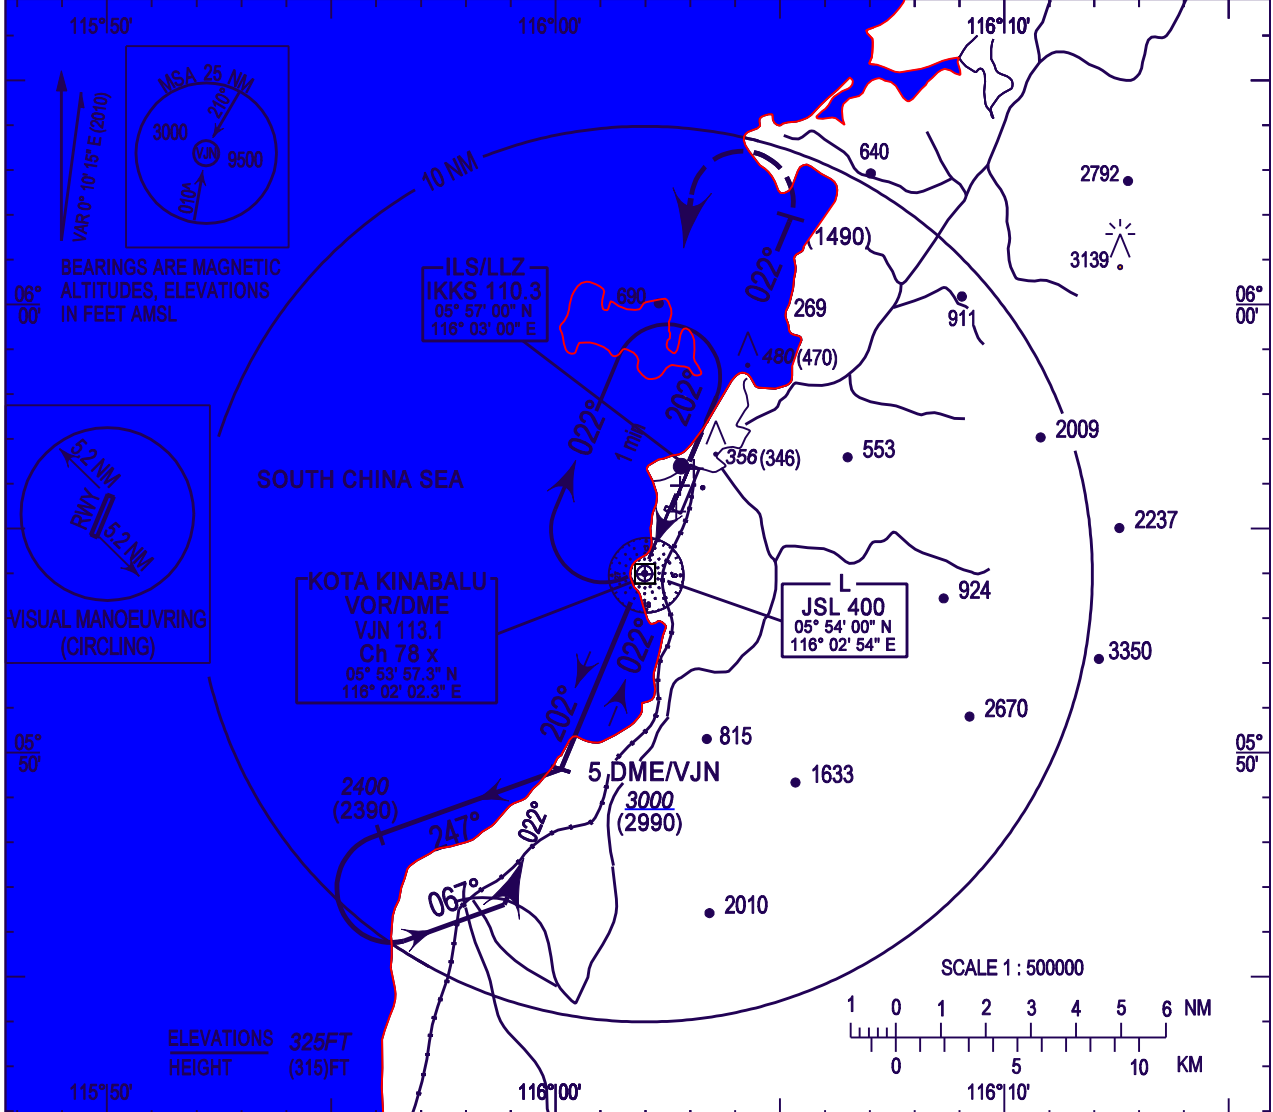 115°50'
116°00'
116°10'
MSA 25 NM
210°
3000
VJN
9500
010°
VAR 0° 10' 15" E (2010)
BEARINGS ARE MAGNETIC
ALTITUDES, ELEVATIONS
IN FEET AMSL
06°
00'
10 NM
640
2792
3139
(1490)
022°
ILS/LLZ
IKKS 110.3
05° 57' 00" N
116° 03' 00" E
690
269
911
06°
00'
480(470)
202°
022°
1 min
5.2 NM
RWY
5.2 NM
VISUAL MANOEUVRING
(CIRCLING)
SOUTH CHINA SEA
356(346)
553
2009
2237
KOTA KINABALU
VOR/DME
VJN 113.1
Ch 78 x
05° 53' 57.3" N
116° 02' 02.3" E
L
JSL 400
05° 54' 00" N
116° 02' 54" E
924
3350
022°
202°
2670
815
05°
50'
05°
50'
5 DME/VJN
3000
(2990)
1633
2400
(2390)
247°
022°
067°
2010
SCALE 1 : 500000
1 0 1 2 3 4 5 6 NM
0 5 10 KM
ELEVATIONS 325FT
HEIGHT (315)FT
115°50'
116°00'
116°10'